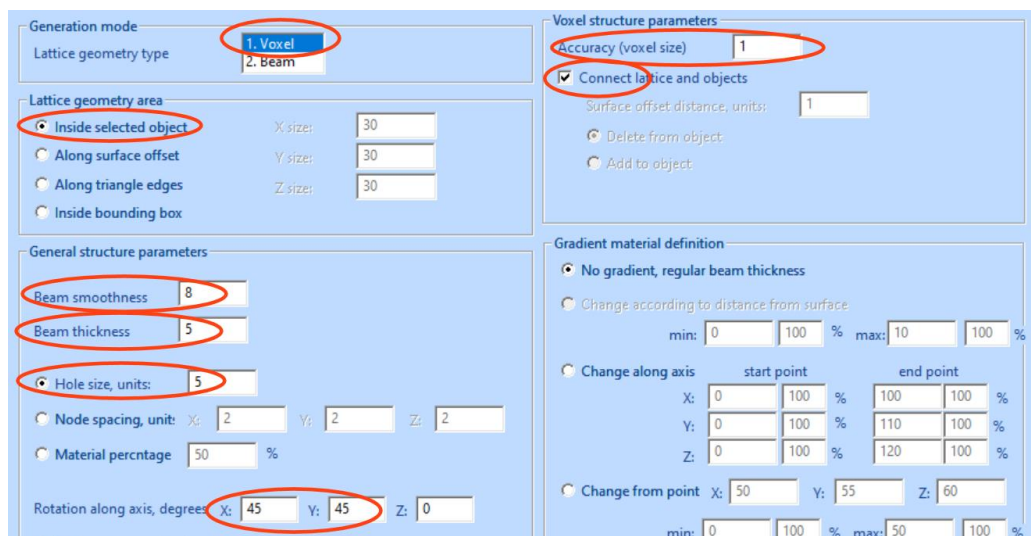 Generation mode
Lattice geometry type
1. Voxel
2. Beam
Lattice geometry area
Inside selected object X size: 30
Along surface offset Y size: 30
Along triangle edges Z size: 30
Inside bounding box
General structure parameters
Beam smoothness 8
Beam thickness 5
Hole size, units: 5
Node spacing, unit: X: 2 Y: 2 Z: 2
Material percntage 50 %
Rotation along axis, degrees X: 45 Y: 45 Z: 0
Voxel structure parameters
Accuracy (voxel size) 1
Connect lattice and objects
Surface offset distance, units: 1
Delete from object
Add to object
Gradient material definition
No gradient, regular beam thickness
Change according to distance from surface
min: 0 100 % max: 10 100 %
Change along axis start point end point
X: 0 100 % 100 100 %
Y: 0 100 % 110 100 %
Z: 0 100 % 120 100 %
Change from point X: 50 Y: 55 Z: 60
min: 0 100 % max: 50 100 %